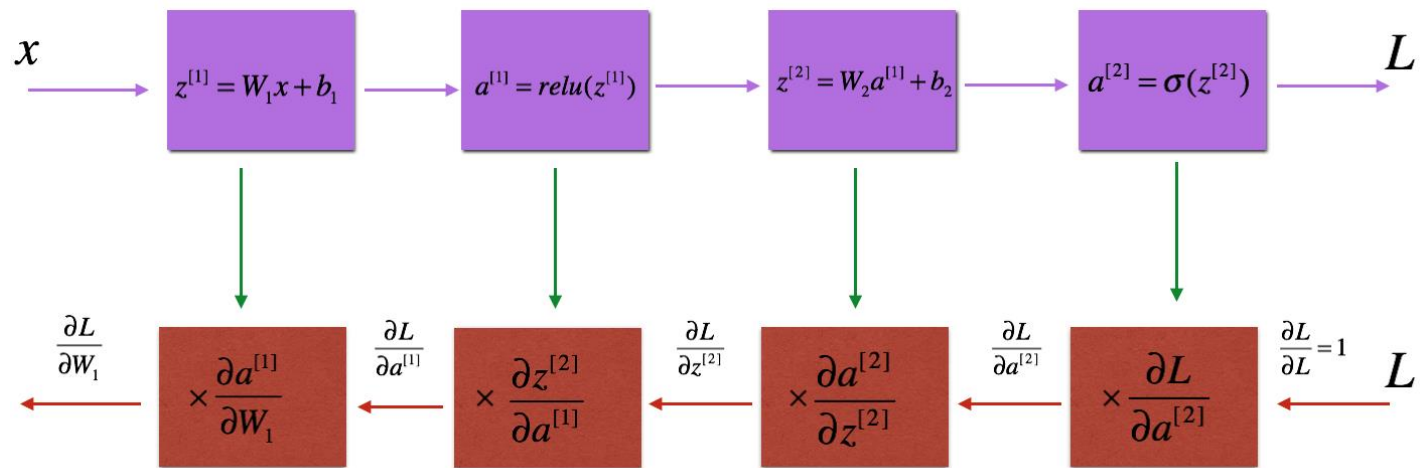 x
z^{[1]} = W_1 x + b_1
a^{[1]} = relu(z^{[1]})
z^{[2]} = W_2 a^{[1]} + b_2
a^{[2]} = σ(z^{[2]})
L
∂L/∂W_1
× ∂a^{[1]}/∂W_1
∂L/∂a^{[1]}
× ∂z^{[2]}/∂a^{[1]}
∂L/∂z^{[2]}
× ∂a^{[2]}/∂z^{[2]}
∂L/∂a^{[2]}
× ∂L/∂a^{[2]}
∂L/∂L = 1
L